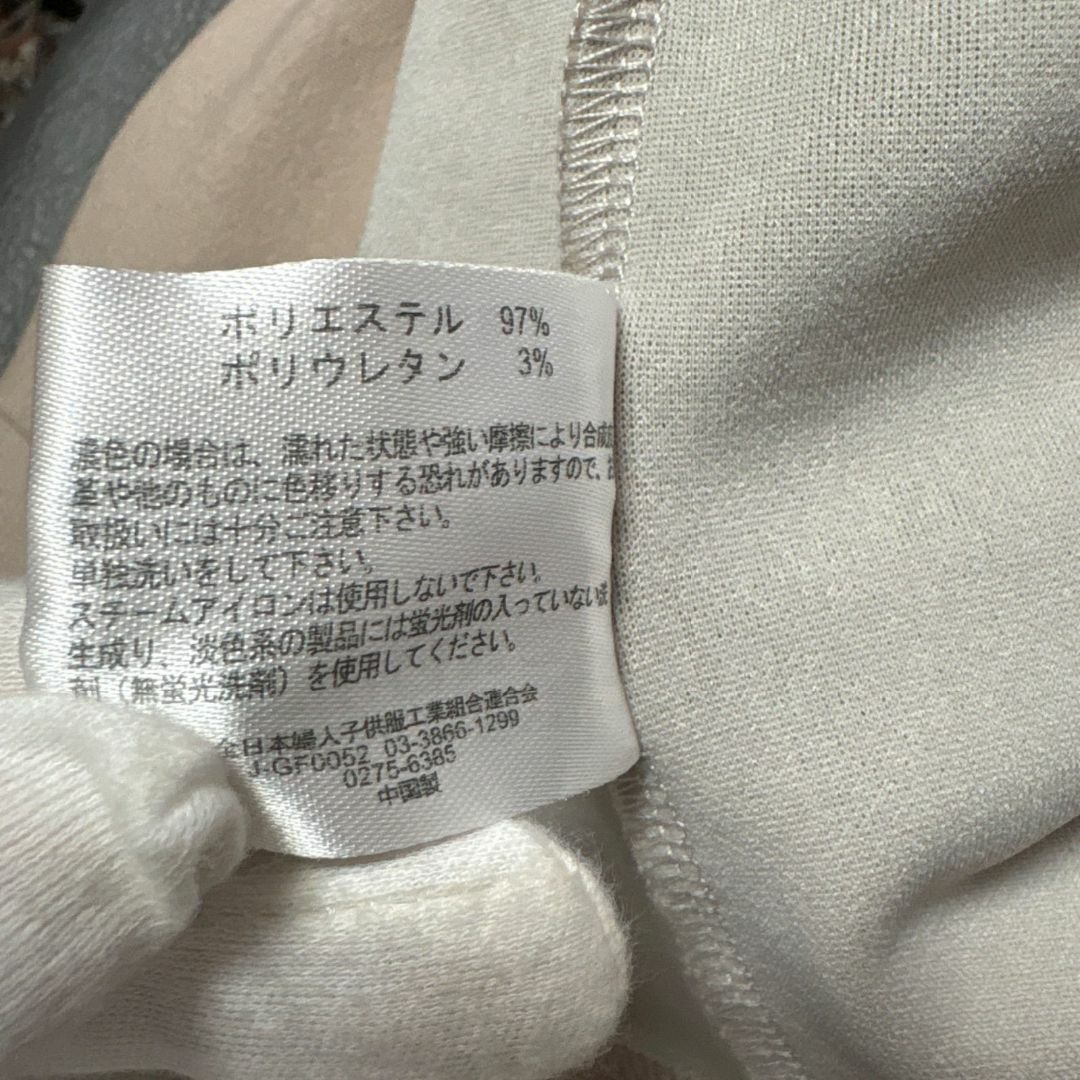 ポリエステル 97%
ポリウレタン 3%
濃色の場合は、濡れた状態や強い摩擦により合成
革や他のものに色移りする恐れがありますので、お
取扱いには十分ご注意下さい。
単独洗いをして下さい。
スチームアイロンは使用しないで下さい。
生成り、淡色系の製品には蛍光剤の入っていない洗
剤（無蛍光洗剤）を使用してください。
全日本婦人子供服工業組合連合会
J-GF0052 03-3866-1299
0275-6385
中国製